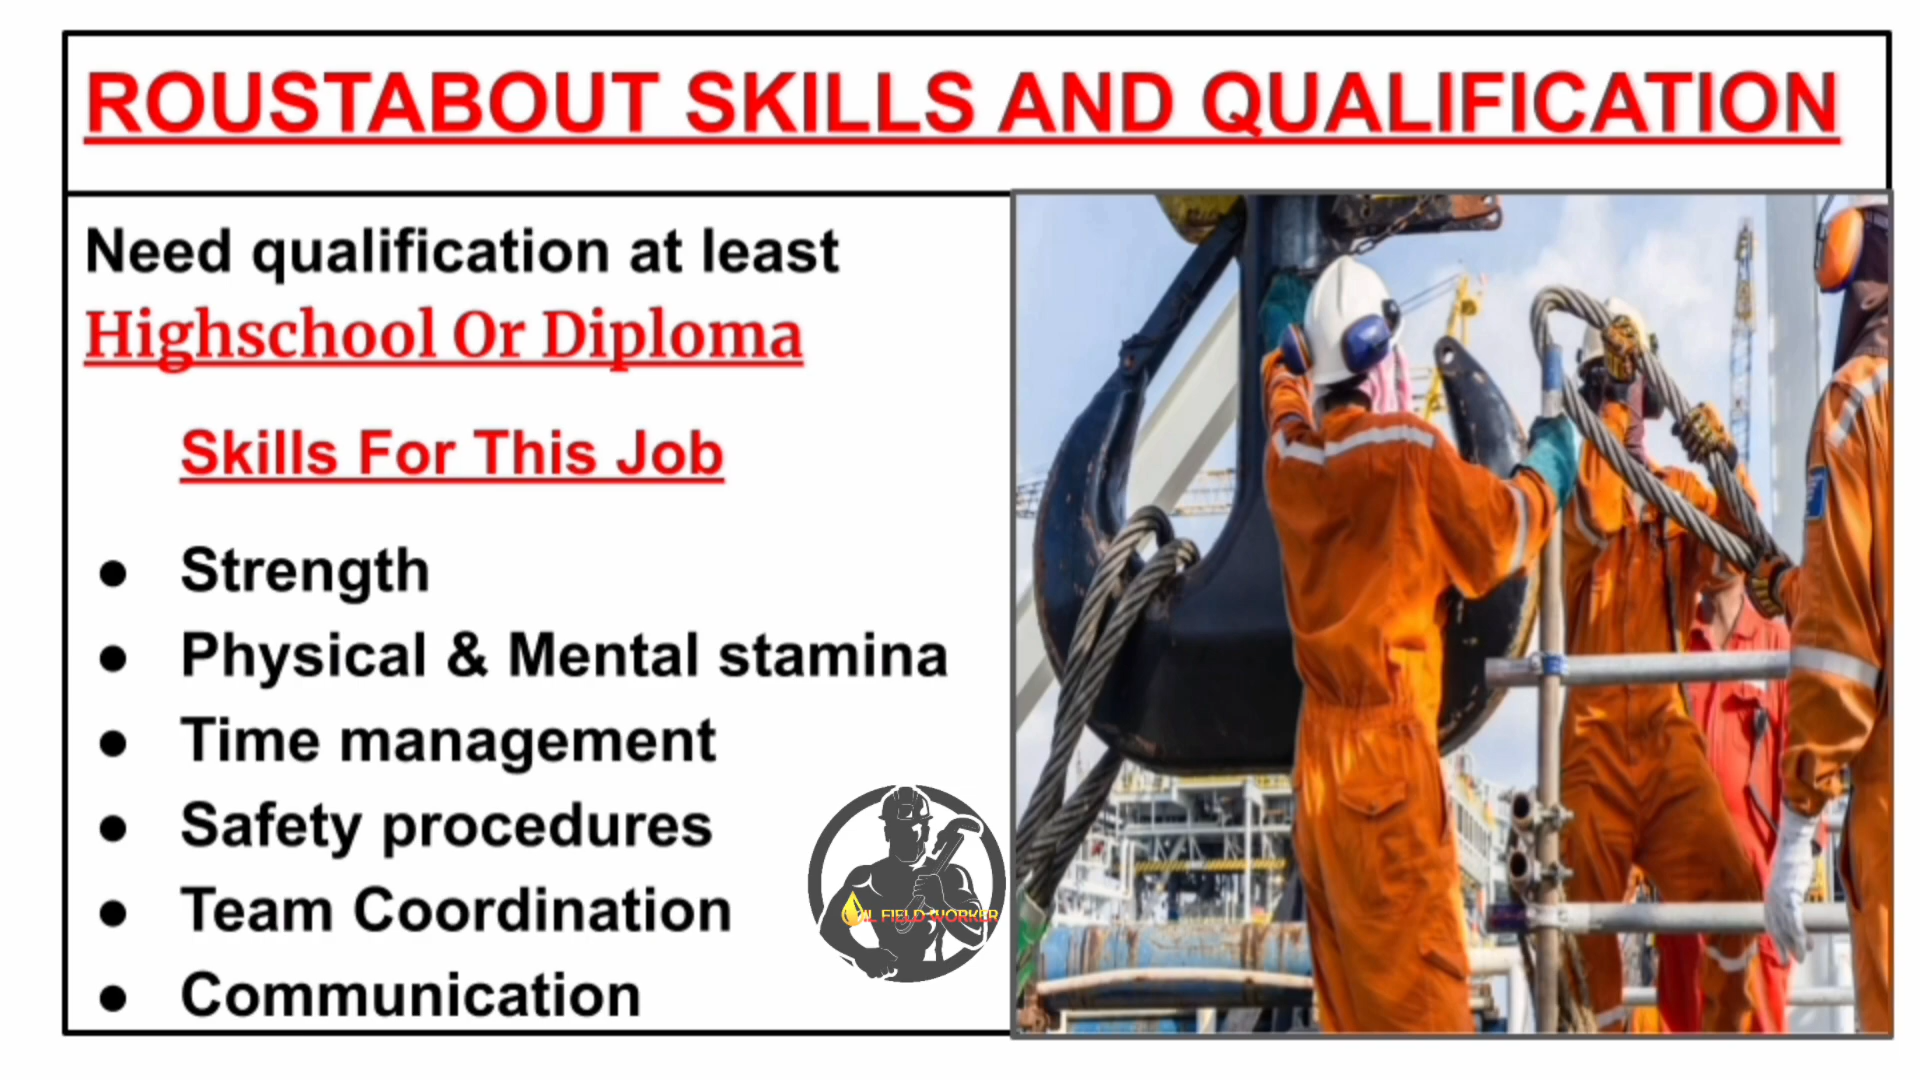 ROUSTABOUT SKILLS AND QUALIFICATION
Need qualification at least
Highschool Or Diploma
Skills For This Job
● Strength
● Physical & Mental stamina
● Time management
● Safety procedures
● Team Coordination
● Communication
FIELD WORKER